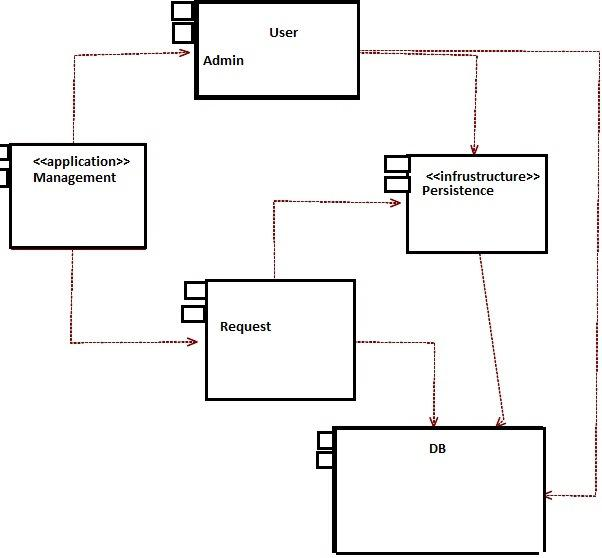 User
Admin
<<application>>
Management
<<infrustructure>>
Persistence
Request
DB